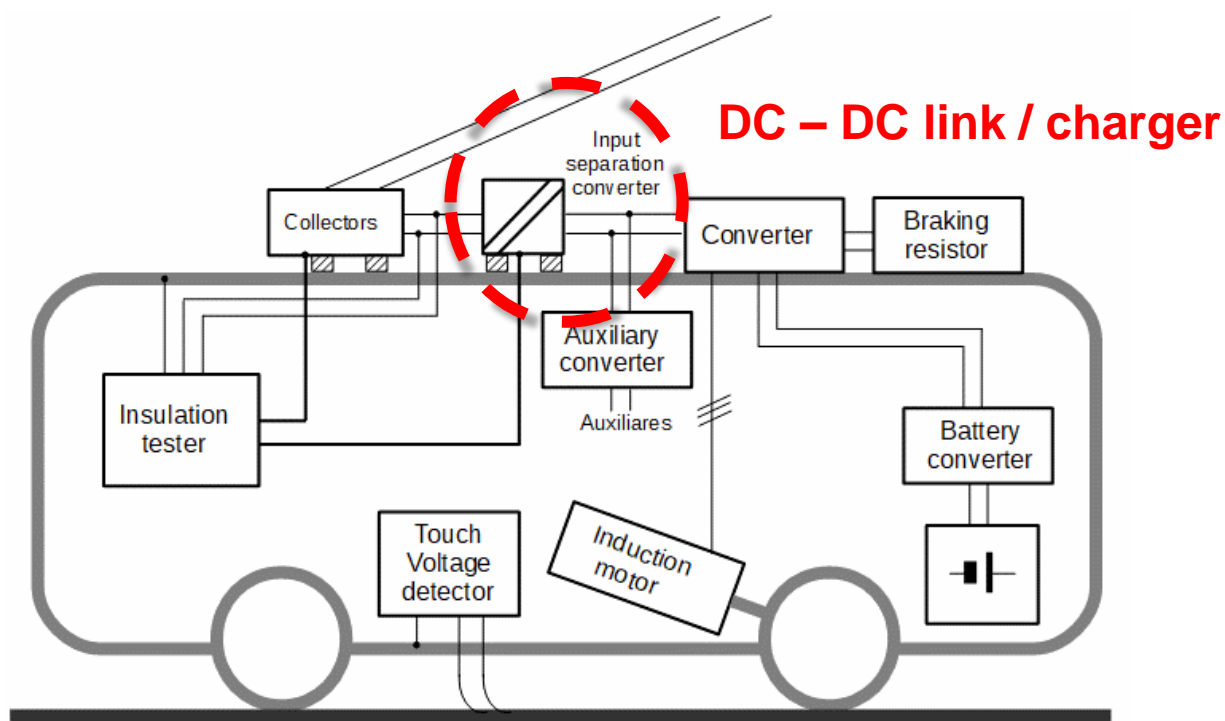 DC – DC link / charger
Input
separation
converter
Collectors
Converter
Braking
resistor
Auxiliary
converter
Auxiliares
Insulation
tester
Battery
converter
Touch
Voltage
detector
Induction
motor